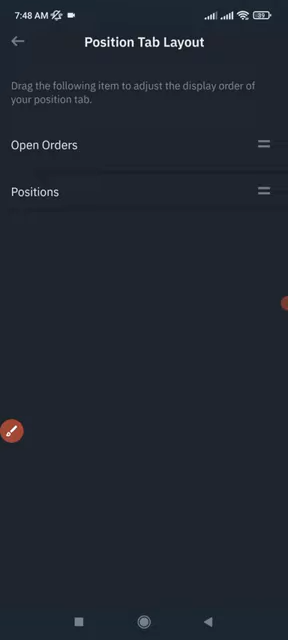 7:48 AM
89
Position Tab Layout
Drag the following item to adjust the display order of
your position tab.
Open Orders
Positions